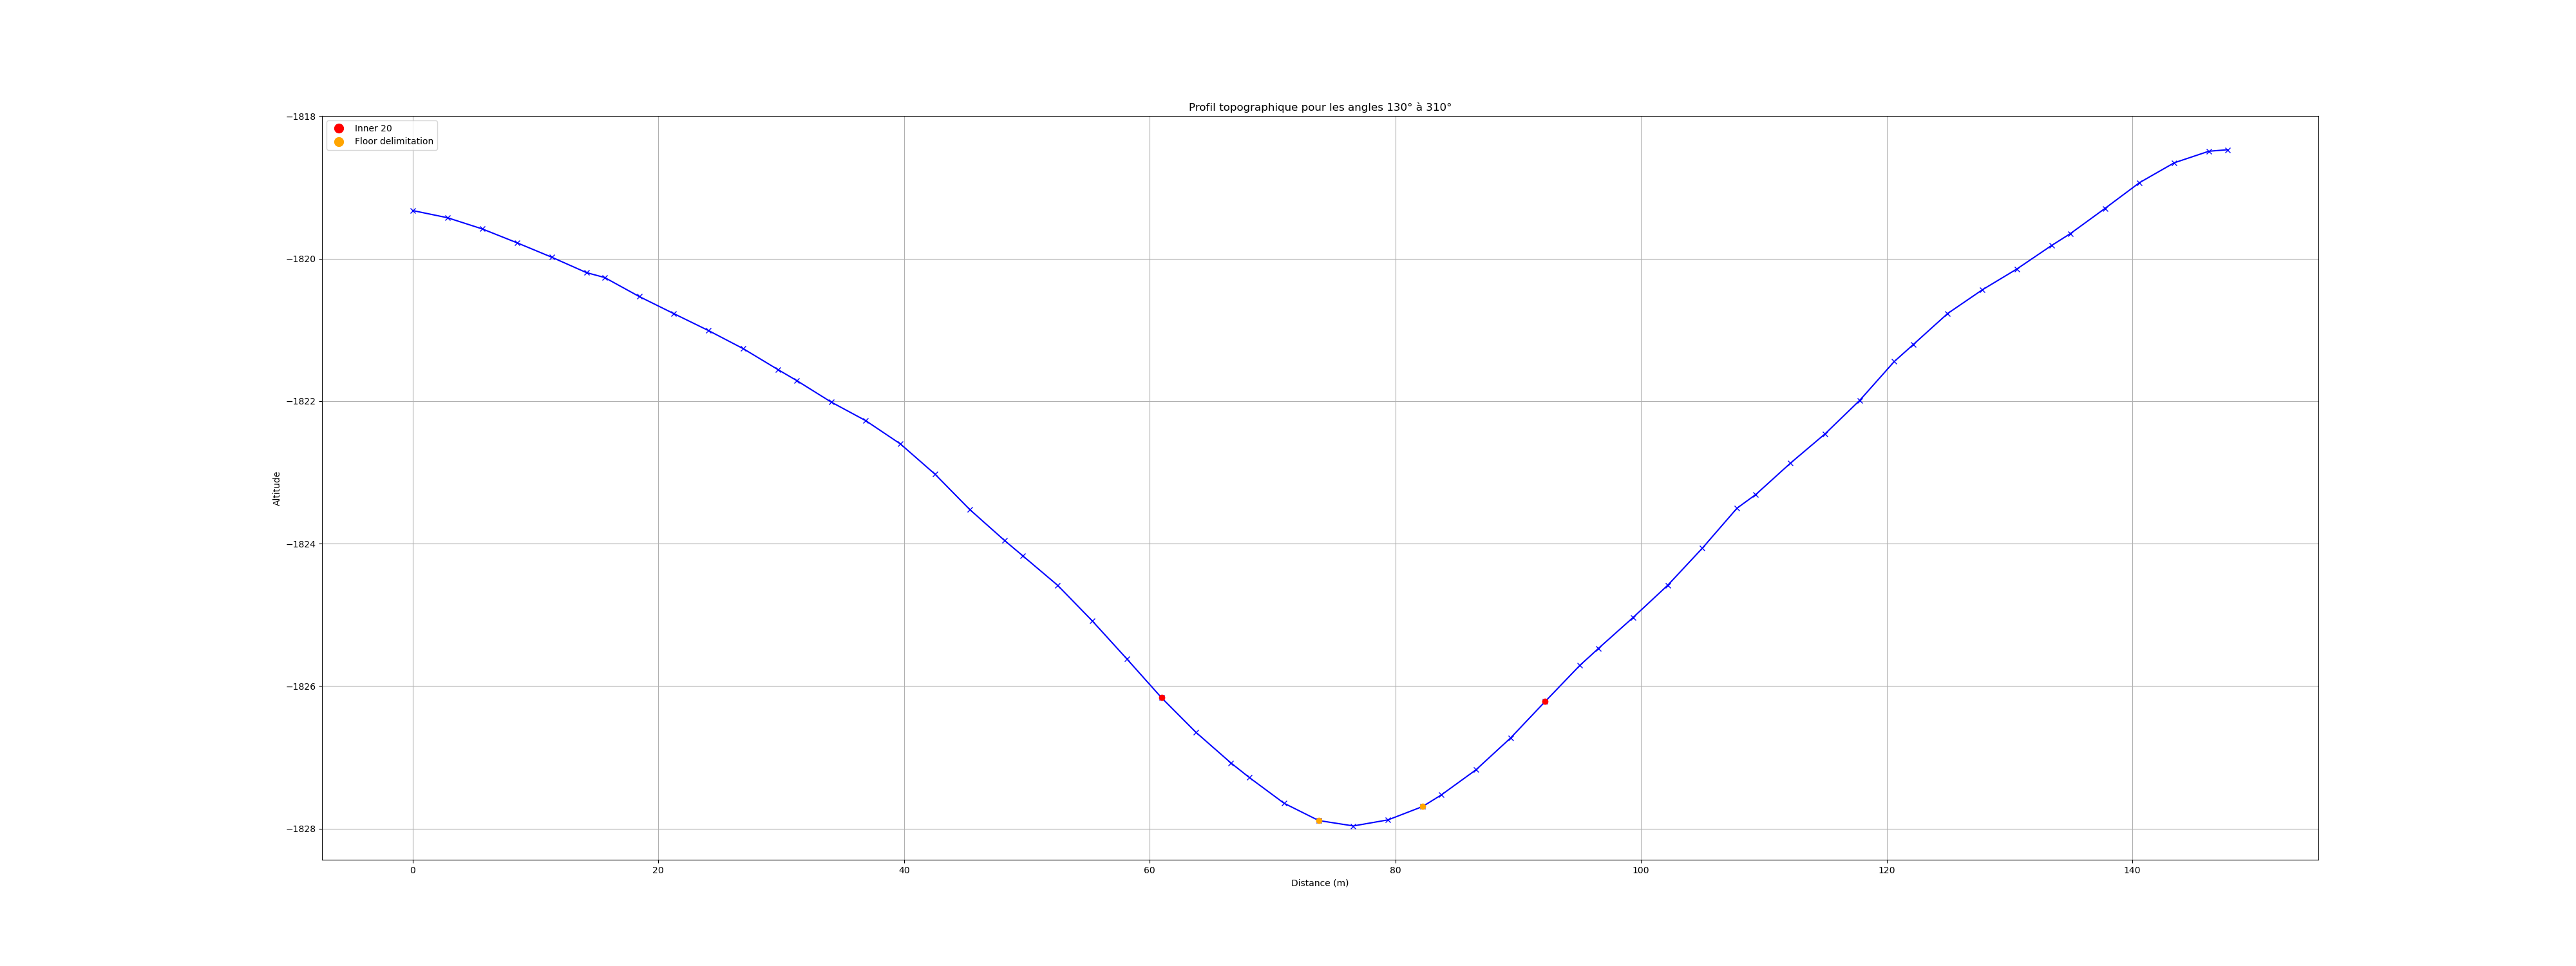 Profil topographique pour les angles 130° à 310°
Inner 20
Floor delimitation
−1818
−1820
−1822
−1824
−1826
−1828
Altitude
0 20 40 60 80 100 120 140
Distance (m)